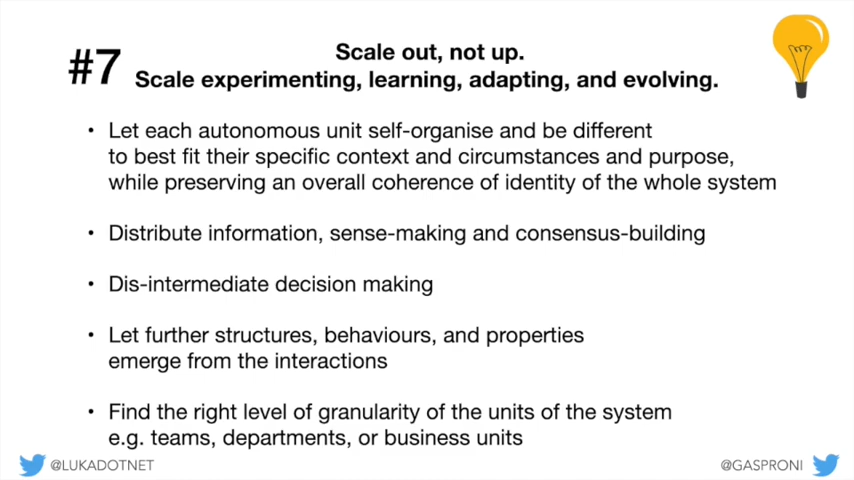 #7
Scale out, not up.
Scale experimenting, learning, adapting, and evolving.
• Let each autonomous unit self-organise and be different
to best fit their specific context and circumstances and purpose,
while preserving an overall coherence of identity of the whole system
• Distribute information, sense-making and consensus-building
• Dis-intermediate decision making
• Let further structures, behaviours, and properties
emerge from the interactions
• Find the right level of granularity of the units of the system
e.g. teams, departments, or business units
@LUKADOTNET
@GASPRONI